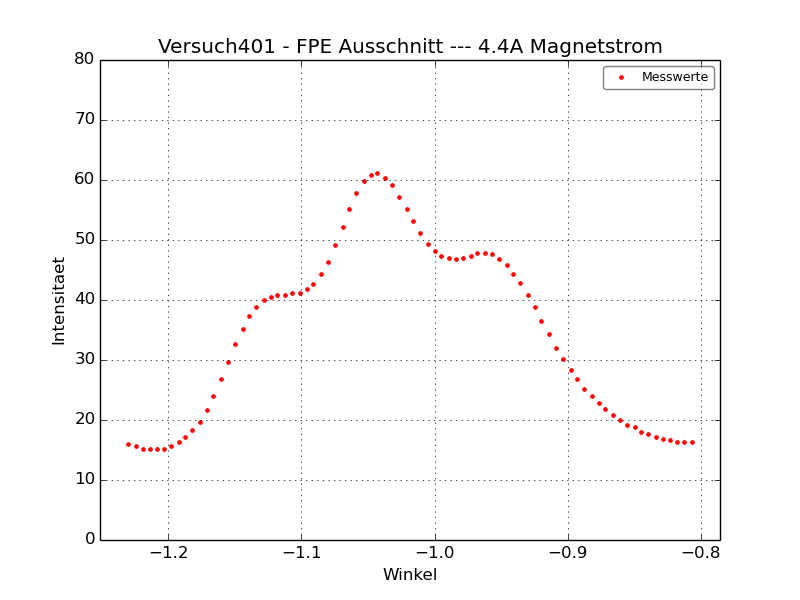 Versuch401 - FPE Ausschnitt --- 4.4A Magnetstrom
Messwerte
80
70
60
50
40
30
20
10
0
Intensitaet
−1.2 −1.1 −1.0 −0.9 −0.8
Winkel